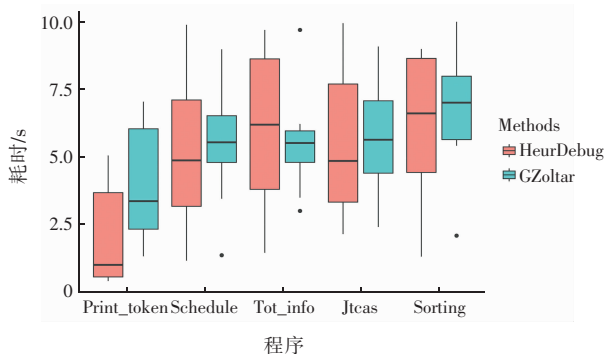 10.0
7.5
5.0
2.5
0
耗时/s
Print_token Schedule Tot_info Jtcas Sorting
程序
Methods
HeurDebug
GZoltar